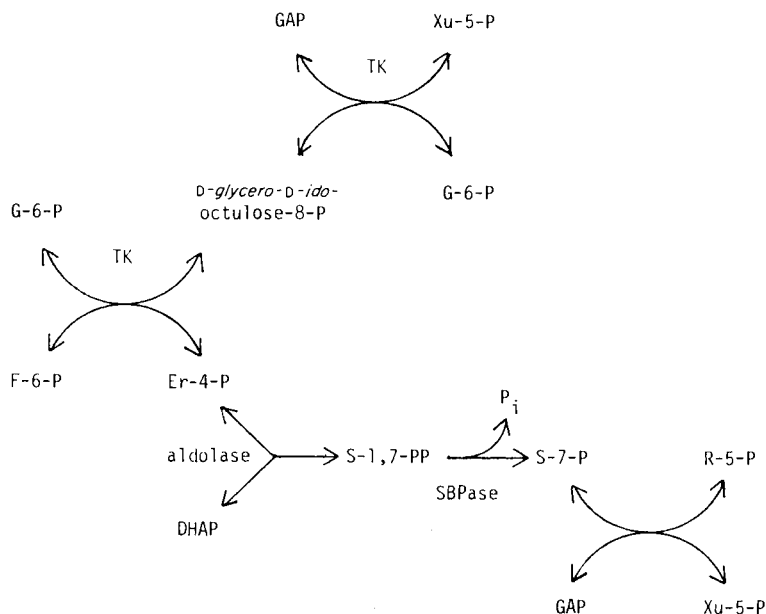 GAP Xu-5-P
TK
D-glycero-D-ido-
octulose-8-P
G-6-P
G-6-P
TK
F-6-P Er-4-P
Pi
aldolase
S-1,7-PP S-7-P R-5-P
SBPase
DHAP
GAP Xu-5-P